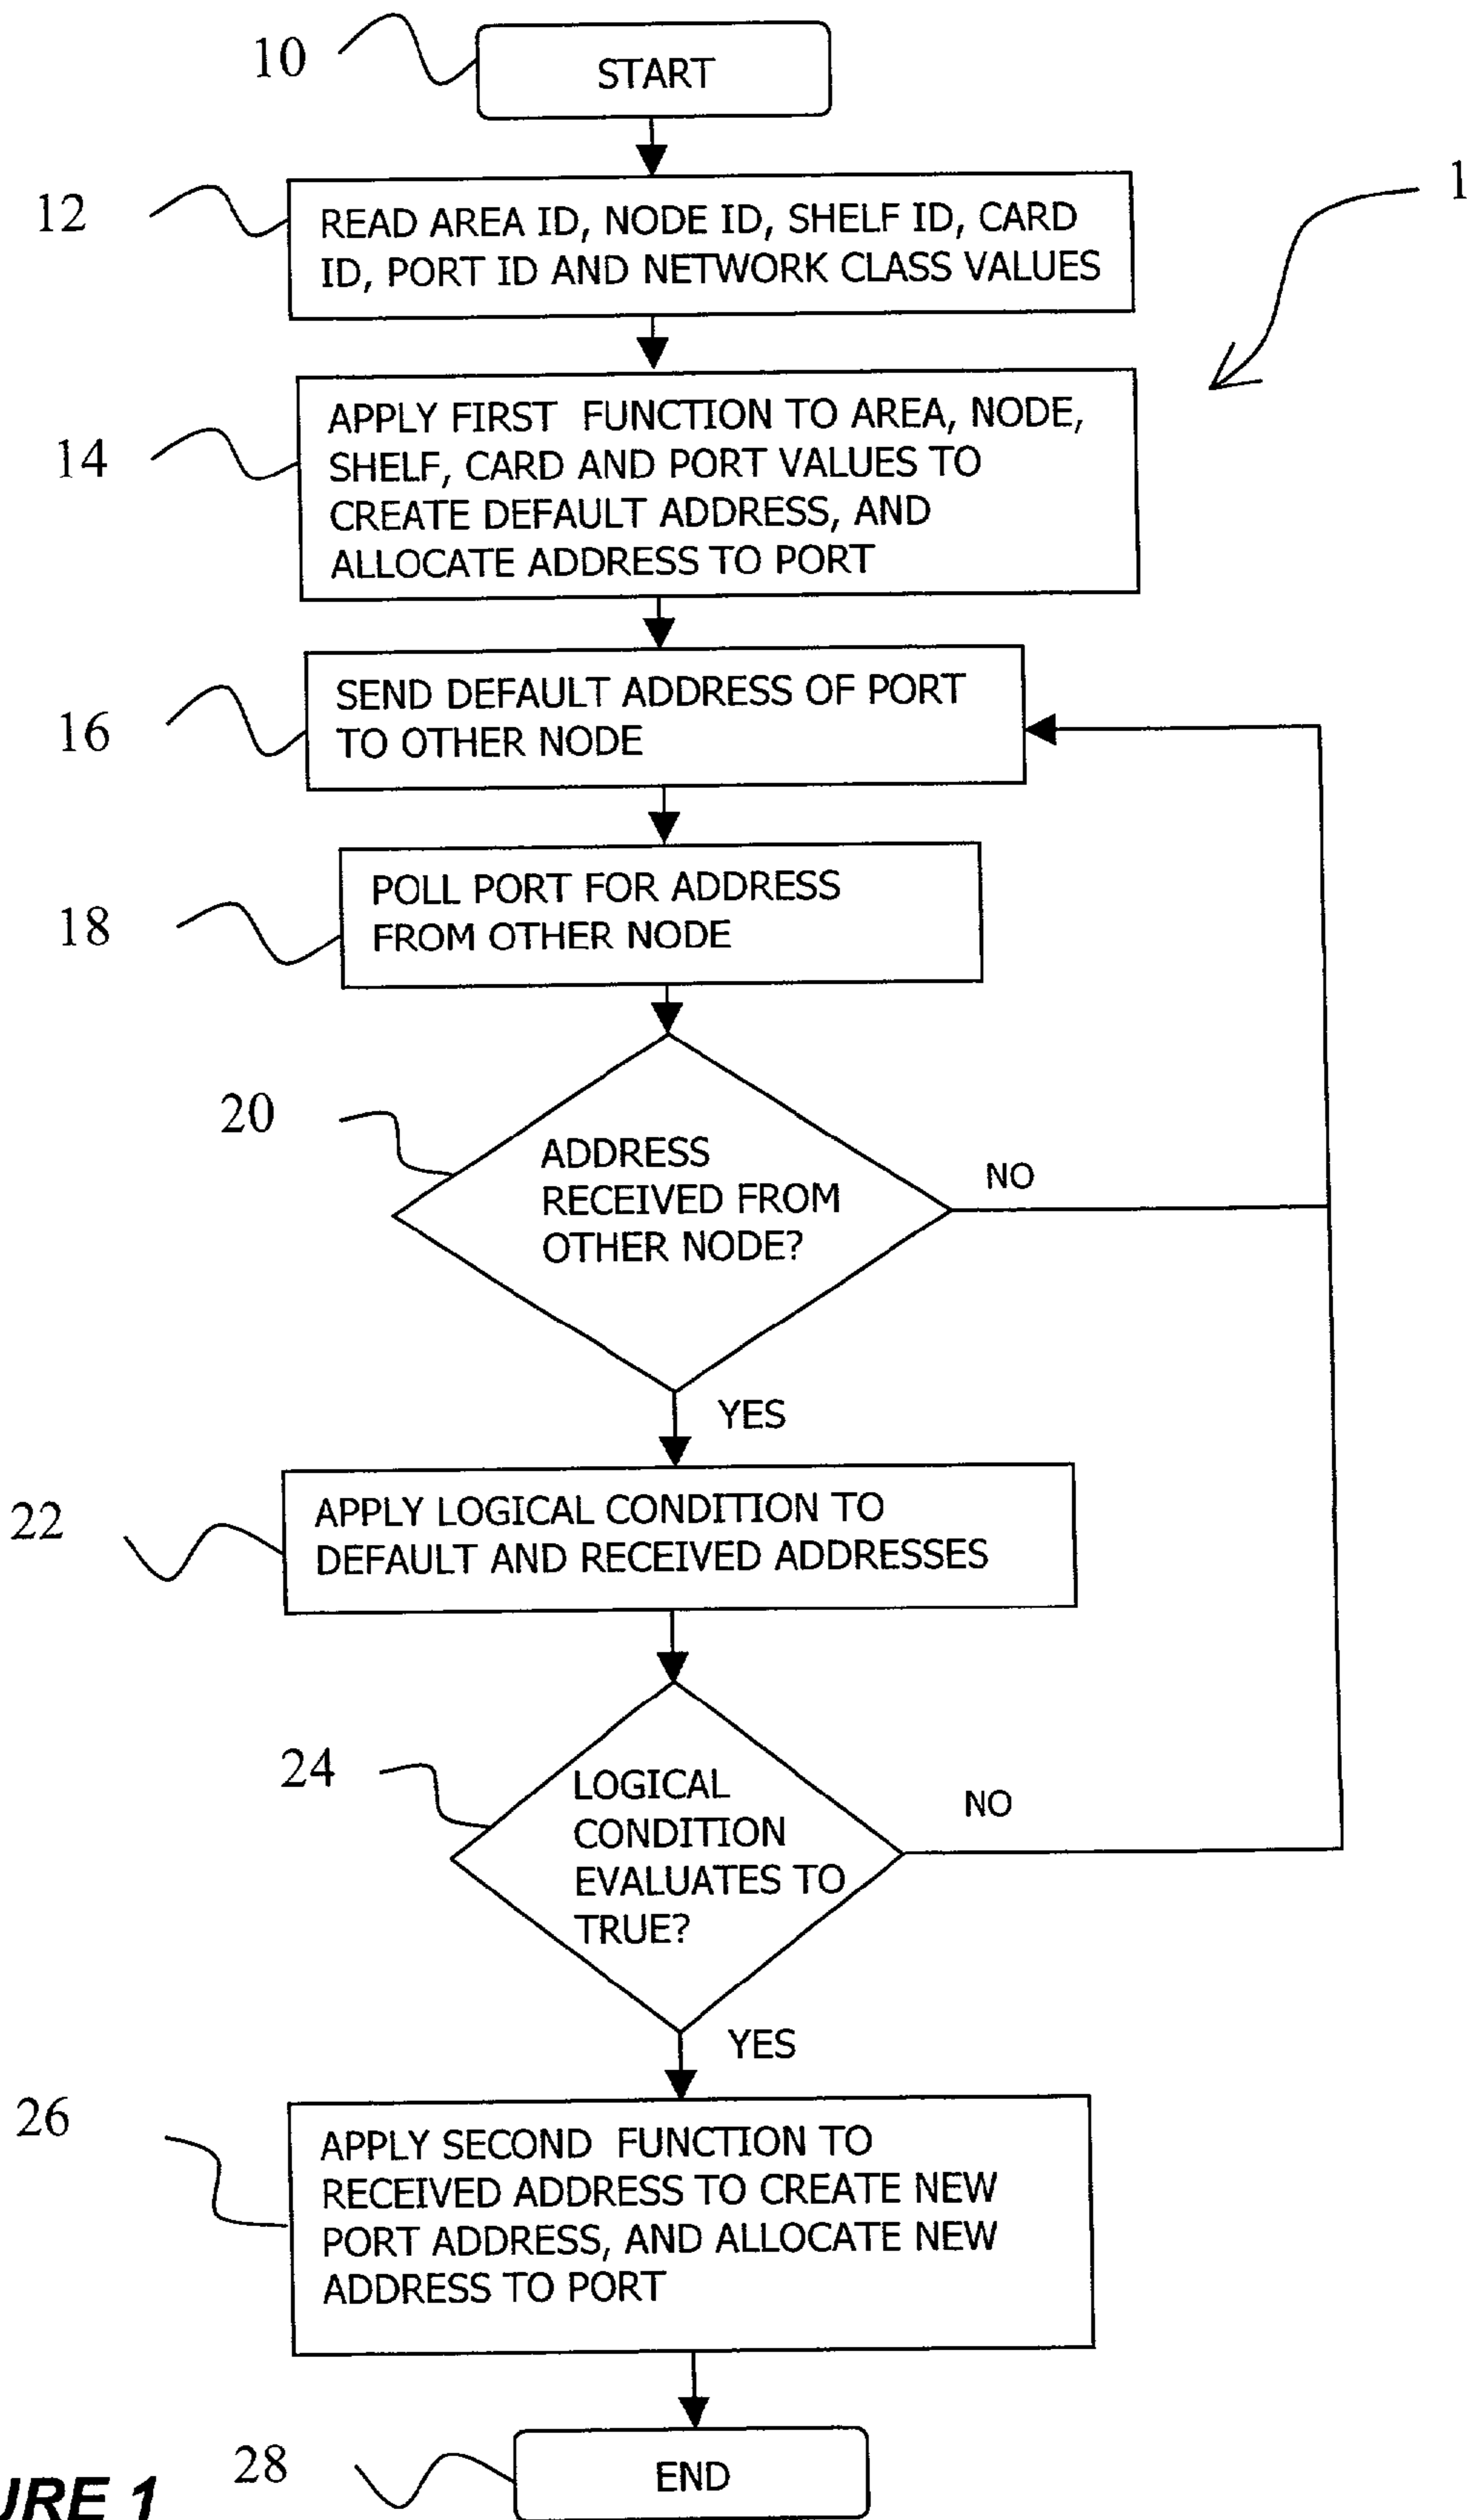 10
START
1
12
READ AREA ID, NODE ID, SHELF ID, CARD
ID, PORT ID AND NETWORK CLASS VALUES
14
APPLY FIRST FUNCTION TO AREA, NODE,
SHELF, CARD AND PORT VALUES TO
CREATE DEFAULT ADDRESS, AND
ALLOCATE ADDRESS TO PORT
16
SEND DEFAULT ADDRESS OF PORT
TO OTHER NODE
18
POLL PORT FOR ADDRESS
FROM OTHER NODE
20
ADDRESS
RECEIVED FROM
OTHER NODE?
NO
YES
22
APPLY LOGICAL CONDITION TO
DEFAULT AND RECEIVED ADDRESSES
24
LOGICAL
CONDITION
EVALUATES TO
TRUE?
NO
YES
26
APPLY SECOND FUNCTION TO
RECEIVED ADDRESS TO CREATE NEW
PORT ADDRESS, AND ALLOCATE NEW
ADDRESS TO PORT
28
END
URE 1